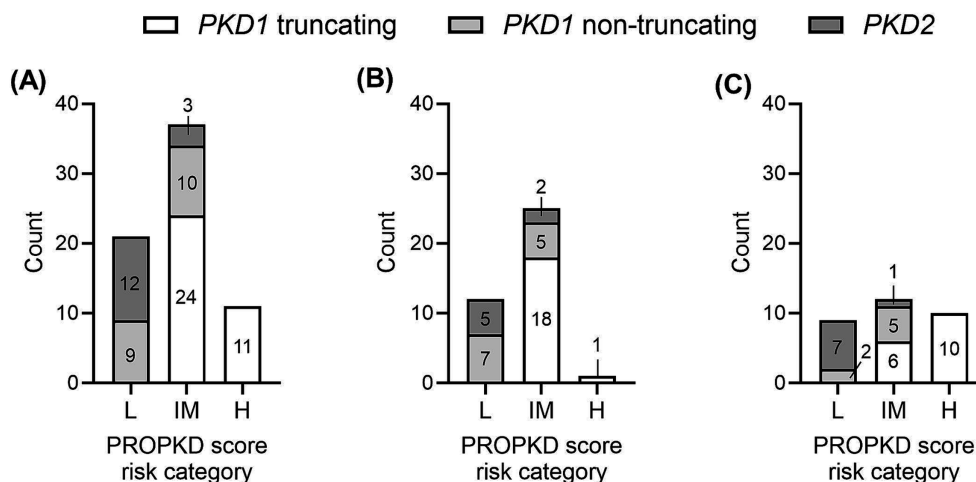 PKD1 truncating PKD1 non-truncating PKD2
(A)
40
30
20
10
0
Count
3
10
24
12
9
11
L IM H
PROPKD score
risk category
(B)
40
30
20
10
0
Count
2
5
18
5
7
1
L IM H
PROPKD score
risk category
(C)
40
30
20
10
0
Count
1
5
6
7
2
10
L IM H
PROPKD score
risk category